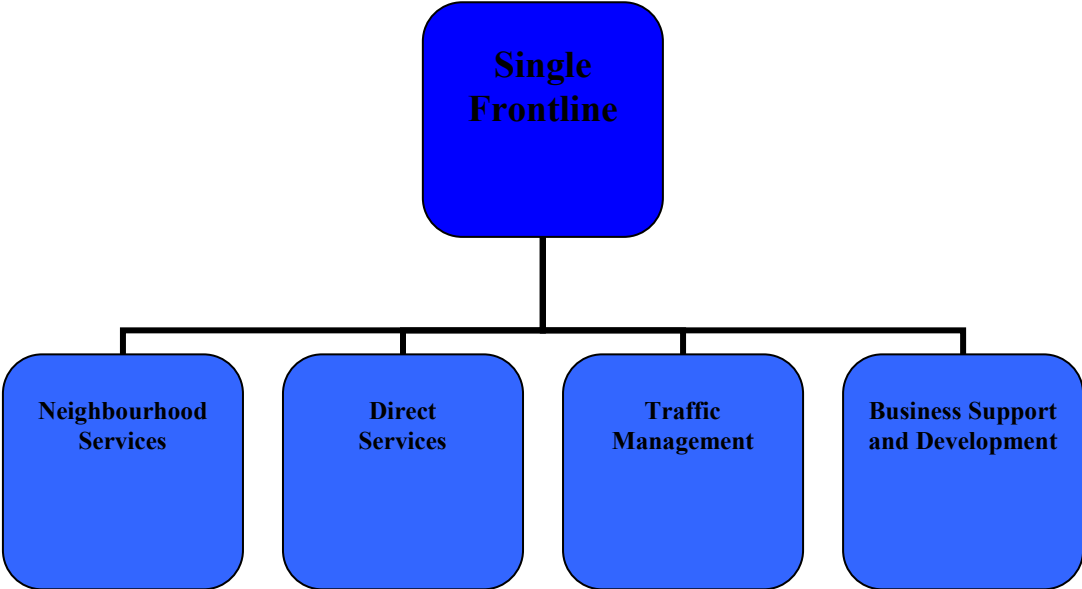 Single
Frontline
Neighbourhood
Services
Direct
Services
Traffic
Management
Business Support
and Development